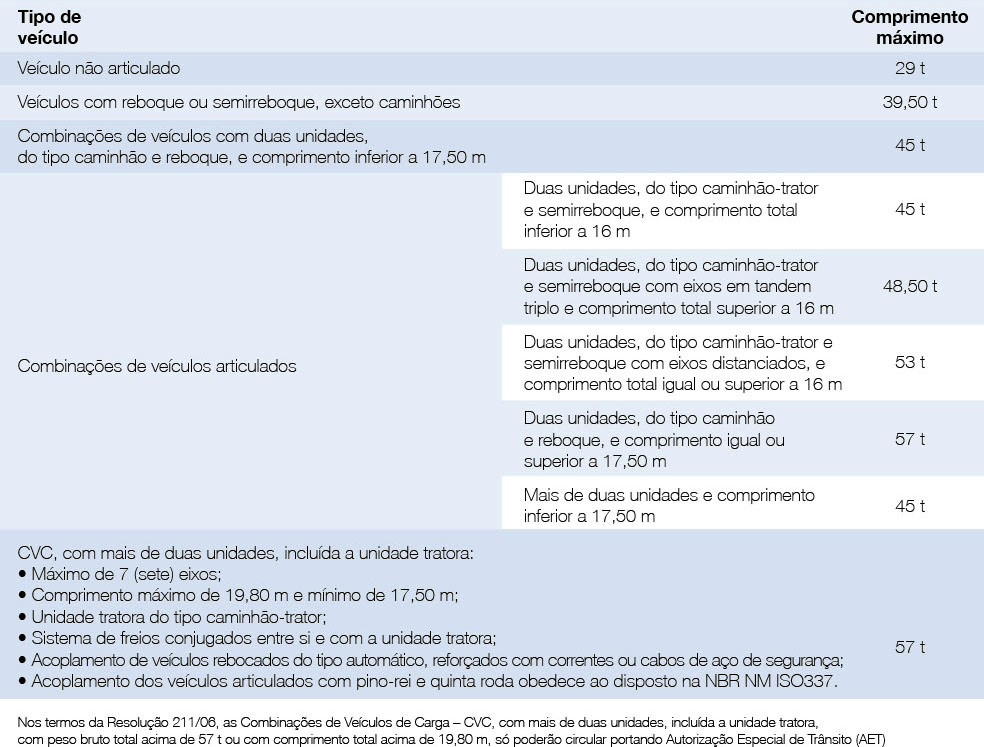 Tipo de
veículo
Comprimento
máximo
Veículo não articulado
29 t
Veículos com reboque ou semirreboque, exceto caminhões
39,50 t
Combinações de veículos com duas unidades,
do tipo caminhão e reboque, e comprimento inferior a 17,50 m
45 t
Combinações de veículos articulados
Duas unidades, do tipo caminhão-trator
e semirreboque, e comprimento total
inferior a 16 m
45 t
Duas unidades, do tipo caminhão-trator
e semirreboque com eixos em tandem
triplo e comprimento total superior a 16 m
48,50 t
Duas unidades, do tipo caminhão-trator e
semirreboque com eixos distanciados, e
comprimento total igual ou superior a 16 m
53 t
Duas unidades, do tipo caminhão
e reboque, e comprimento igual ou
superior a 17,50 m
57 t
Mais de duas unidades e comprimento
inferior a 17,50 m
45 t
CVC, com mais de duas unidades, incluída a unidade tratora:
• Máximo de 7 (sete) eixos;
• Comprimento máximo de 19,80 m e mínimo de 17,50 m;
• Unidade tratora do tipo caminhão-trator;
• Sistema de freios conjugados entre si e com a unidade tratora;
• Acoplamento de veículos rebocados do tipo automático, reforçados com correntes ou cabos de aço de segurança;
• Acoplamento dos veículos articulados com pino-rei e quinta roda obedece ao disposto na NBR NM ISO337.
57 t
Nos termos da Resolução 211/06, as Combinações de Veículos de Carga – CVC, com mais de duas unidades, incluída a unidade tratora,
com peso bruto total acima de 57 t ou com comprimento total acima de 19,80 m, só poderão circular portando Autorização Especial de Trânsito (AET)